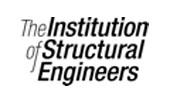 The Institution
of Structural
Engineers